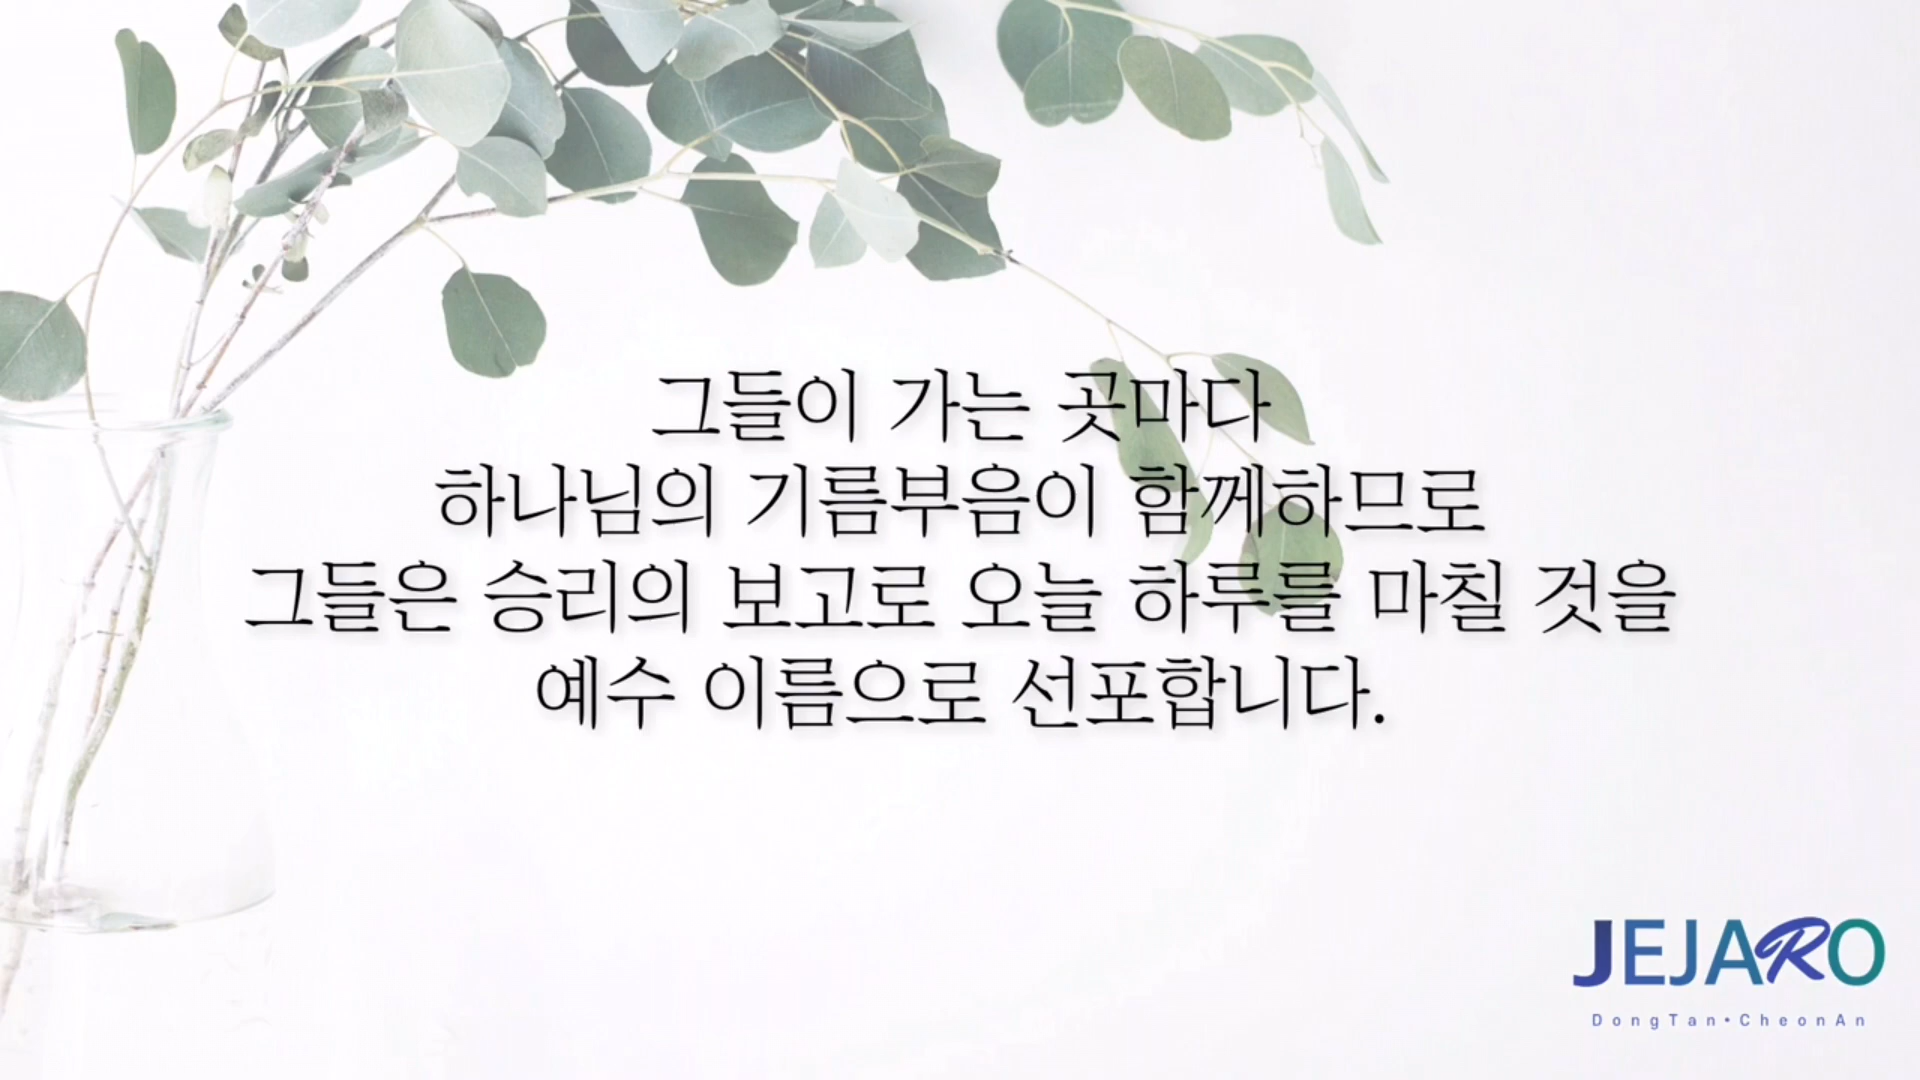 그들이 가는 곳마다
하나님의 기름부음이 함께하므로
그들은 승리의 보고로 오늘 하루를 마칠 것을
예수 이름으로 선포합니다.
JEJARO
DongTan•CheonAn